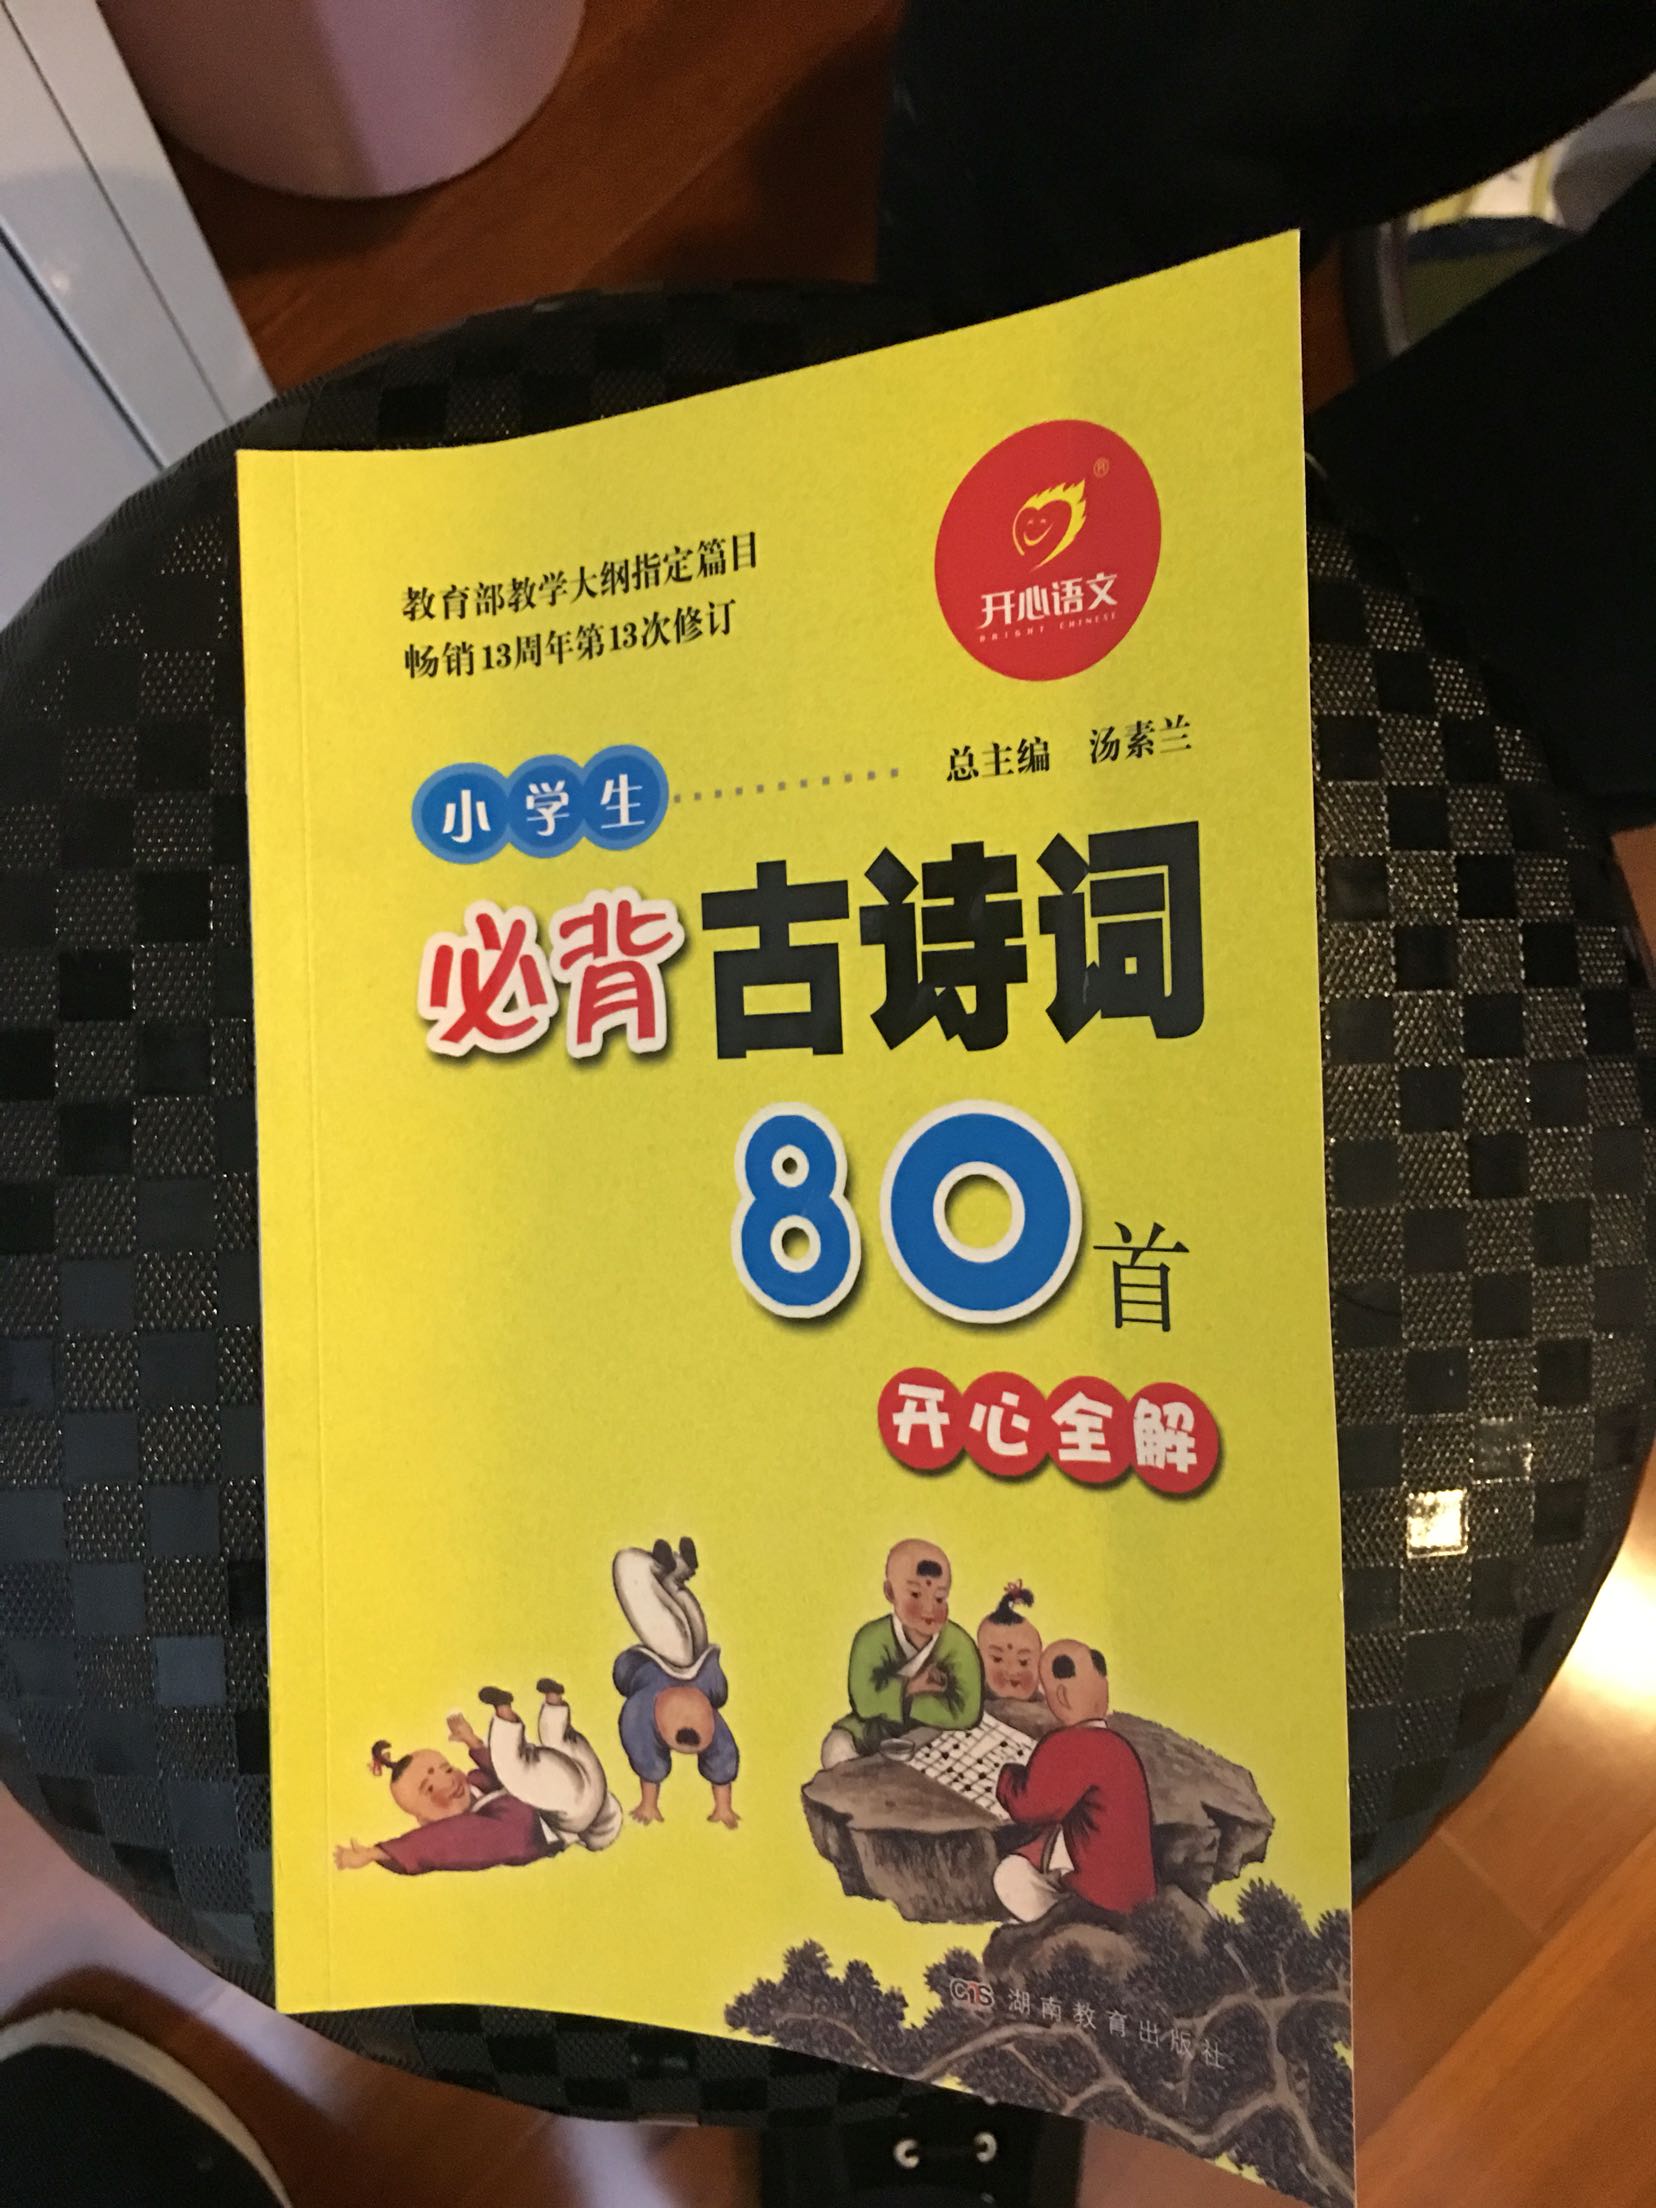 教育部教学大纲指定篇目
畅销13周年第13次修订
开心语文
BRIGHT CHINESE
®
总主编 汤素兰
小学生
必背古诗词
80首
开心全解
湖南教育出版社